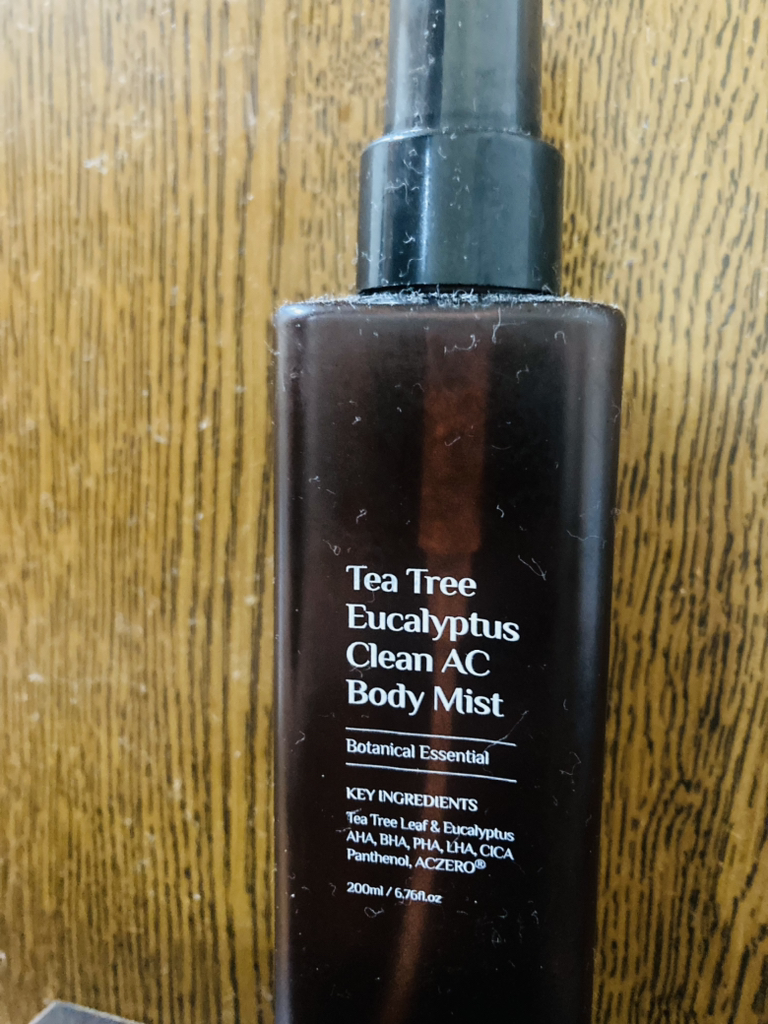 Tea Tree
Eucalyptus
Clean AC
Body Mist
Botanical Essential
KEY INGREDIENTS
Tea Tree Leaf & Eucalyptus
AHA, BHA, PHA, LHA, CICA
Panthenol, ACZERO®
200ml / 6.76fl.oz